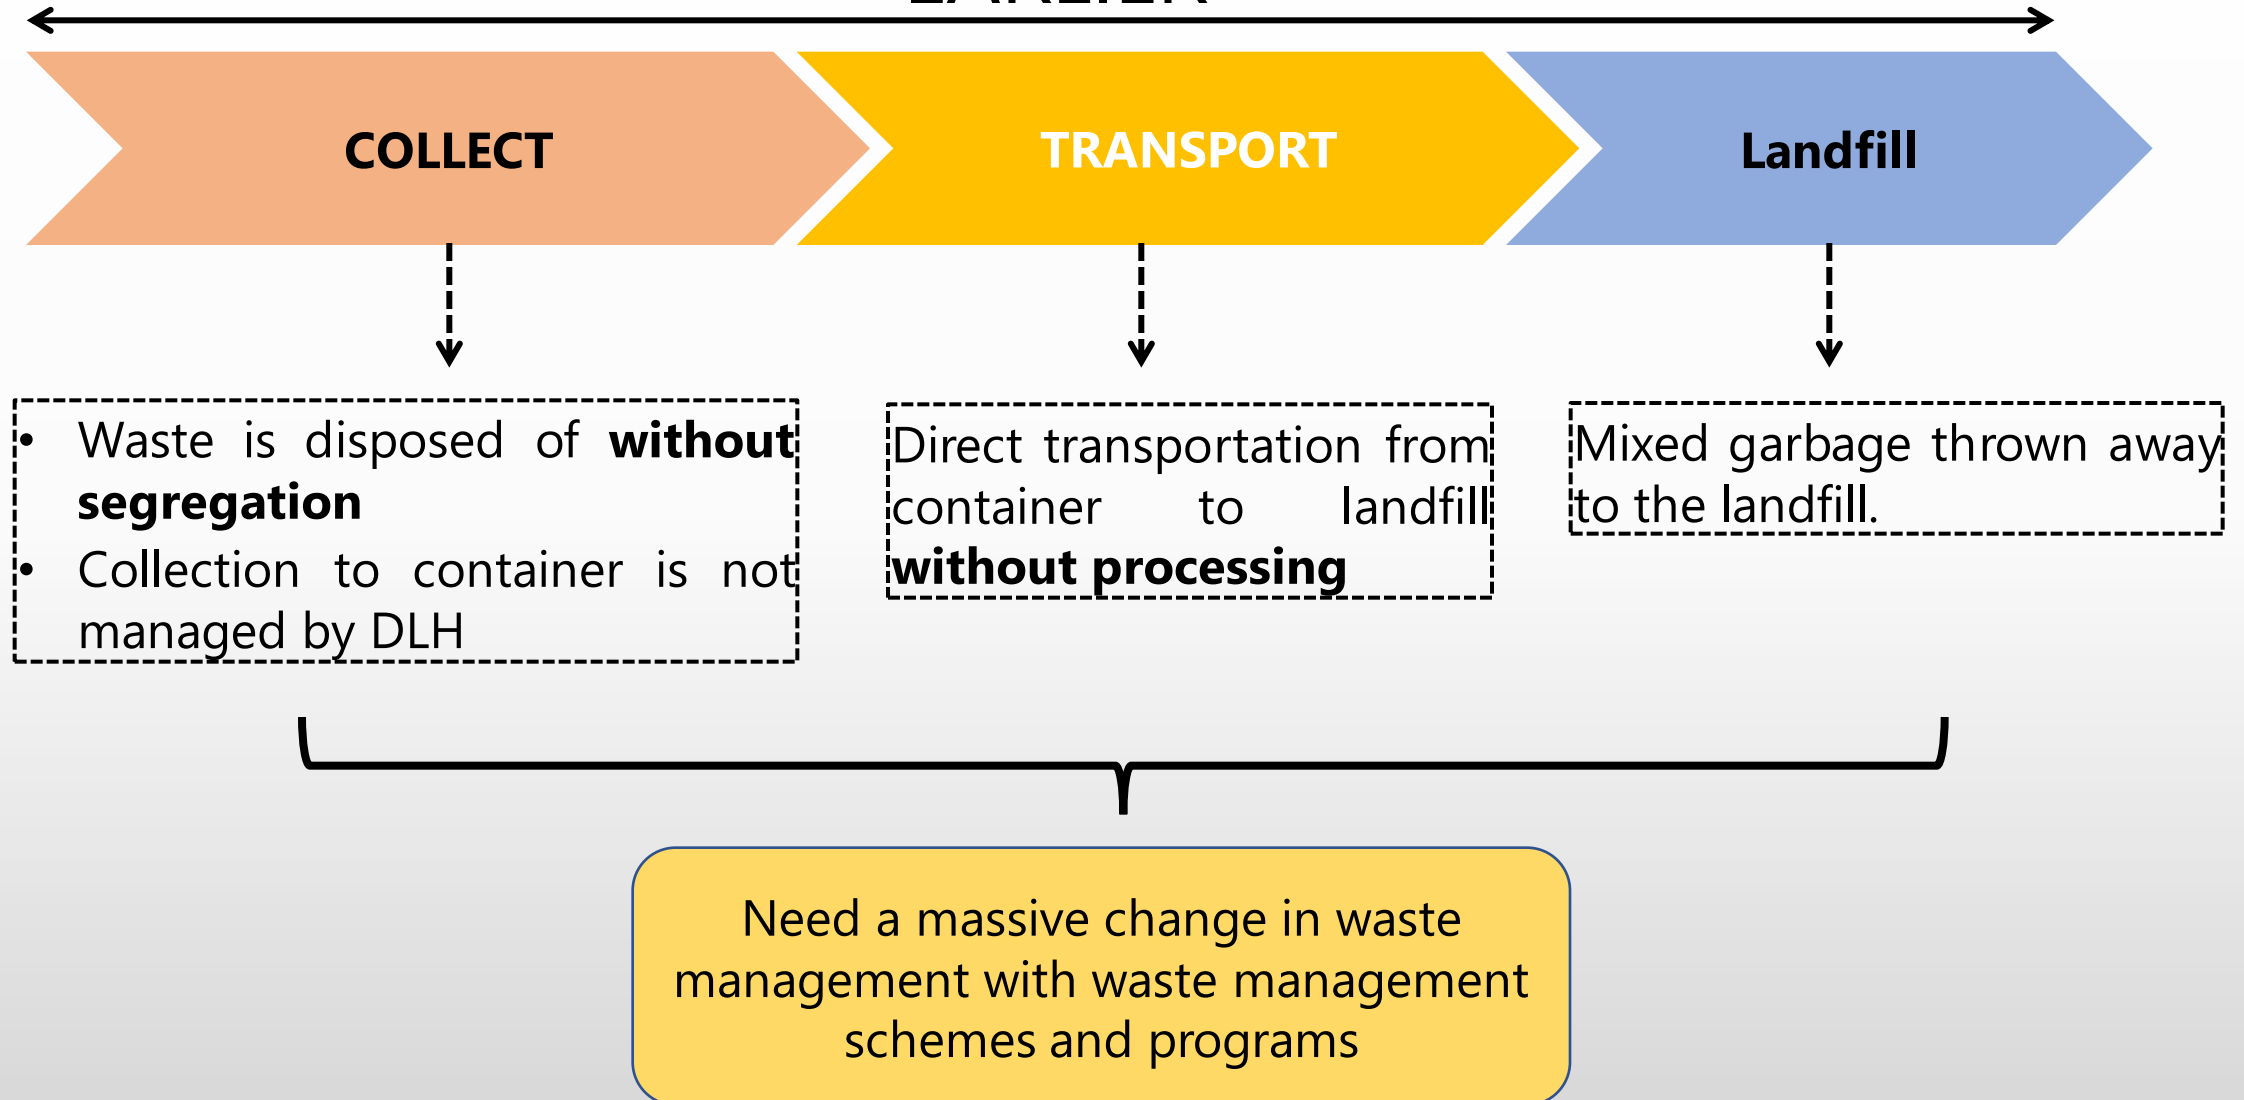 EARLIER
COLLECT
TRANSPORT
Landfill
• Waste is disposed of without
segregation
• Collection to container is not
managed by DLH
Direct transportation from
container to landfill
without processing
Mixed garbage thrown away
to the landfill.
Need a massive change in waste
management with waste management
schemes and programs